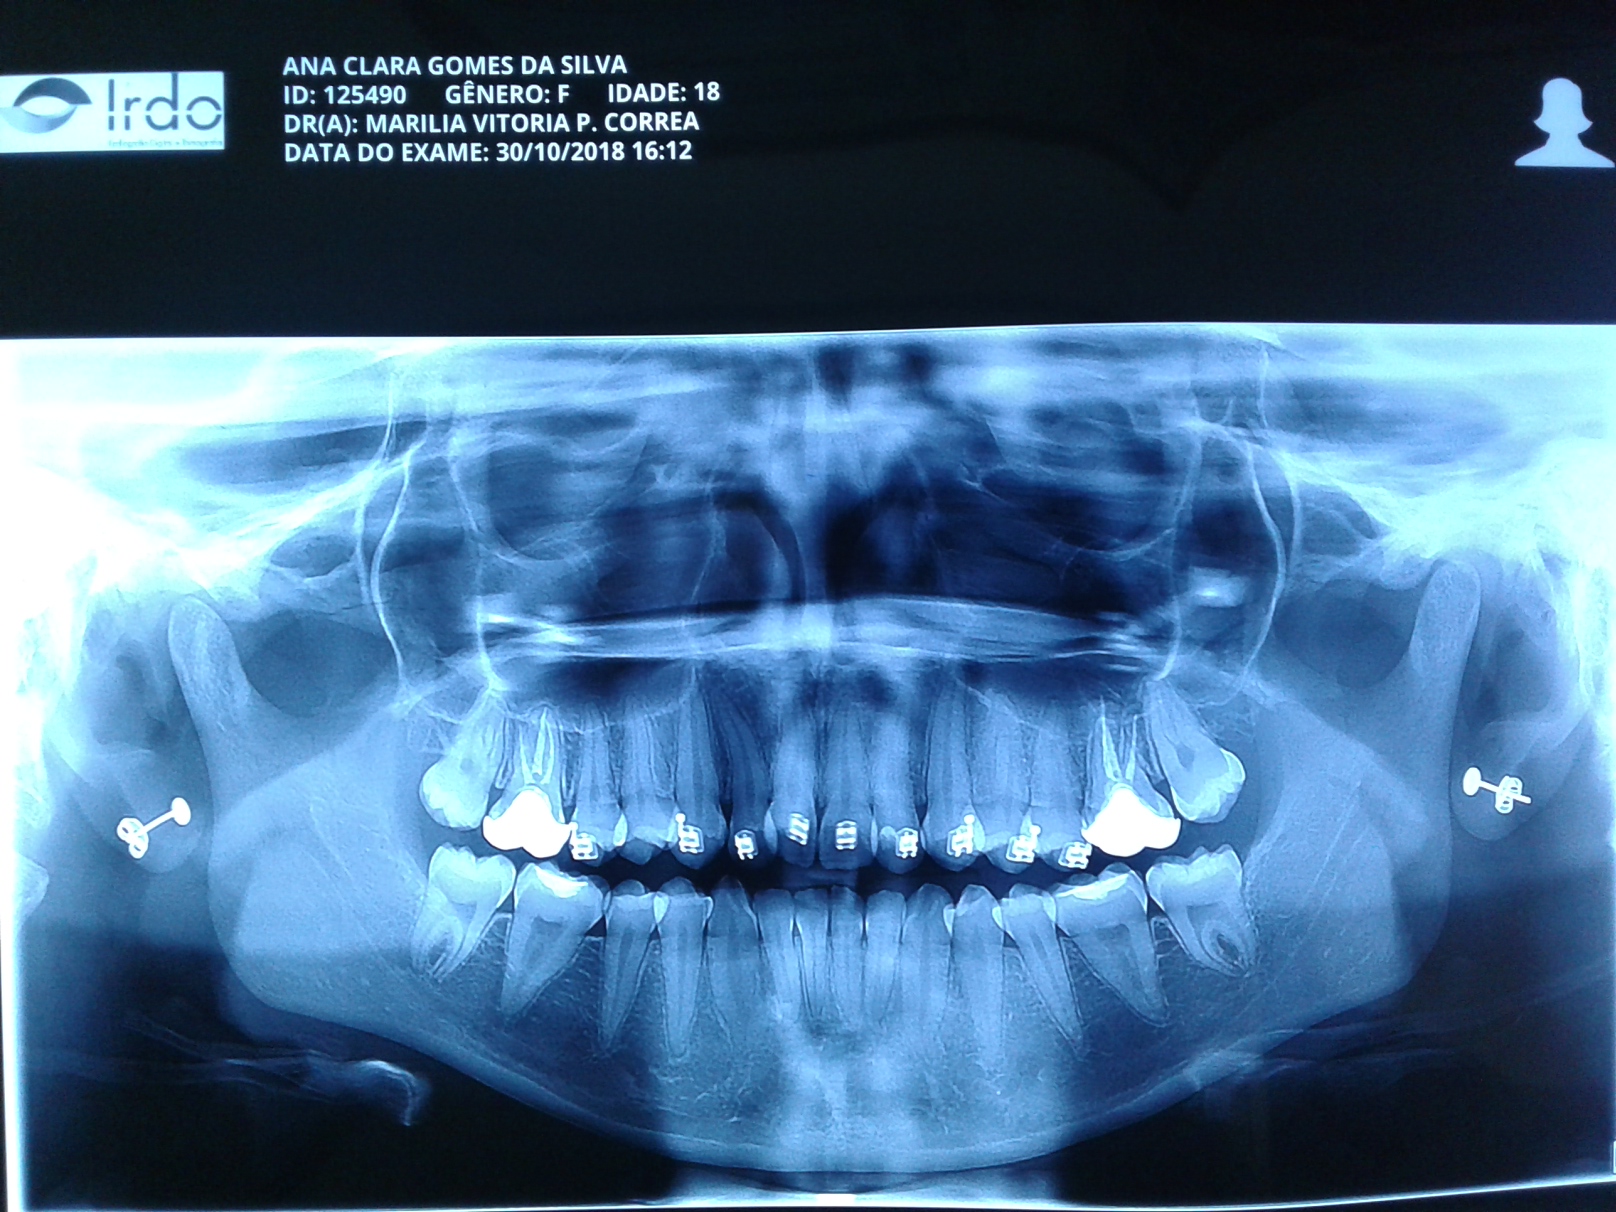 Irdo
ANA CLARA GOMES DA SILVA
ID: 125490 GÊNERO: F IDADE: 18
DR(A): MARILIA VITORIA P. CORREA
DATA DO EXAME: 30/10/2018 16:12